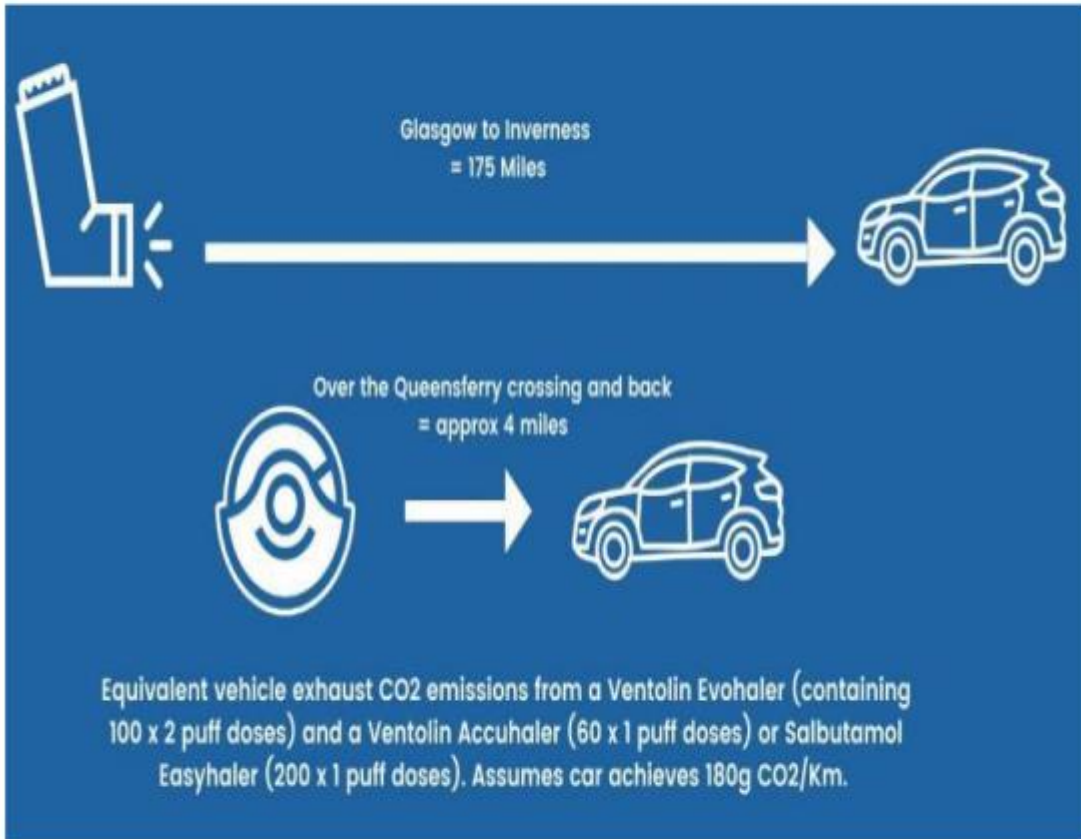 Glasgow to Inverness
= 175 Miles
Over the Queensferry crossing and back
= approx 4 miles
Equivalent vehicle exhaust CO2 emissions from a Ventolin Evohaler (containing
100 x 2 puff doses) and a Ventolin Accuhaler (60 x 1 puff doses) or Salbutamol
Easyhaler (200 x 1 puff doses). Assumes car achieves 180g CO2/Km.